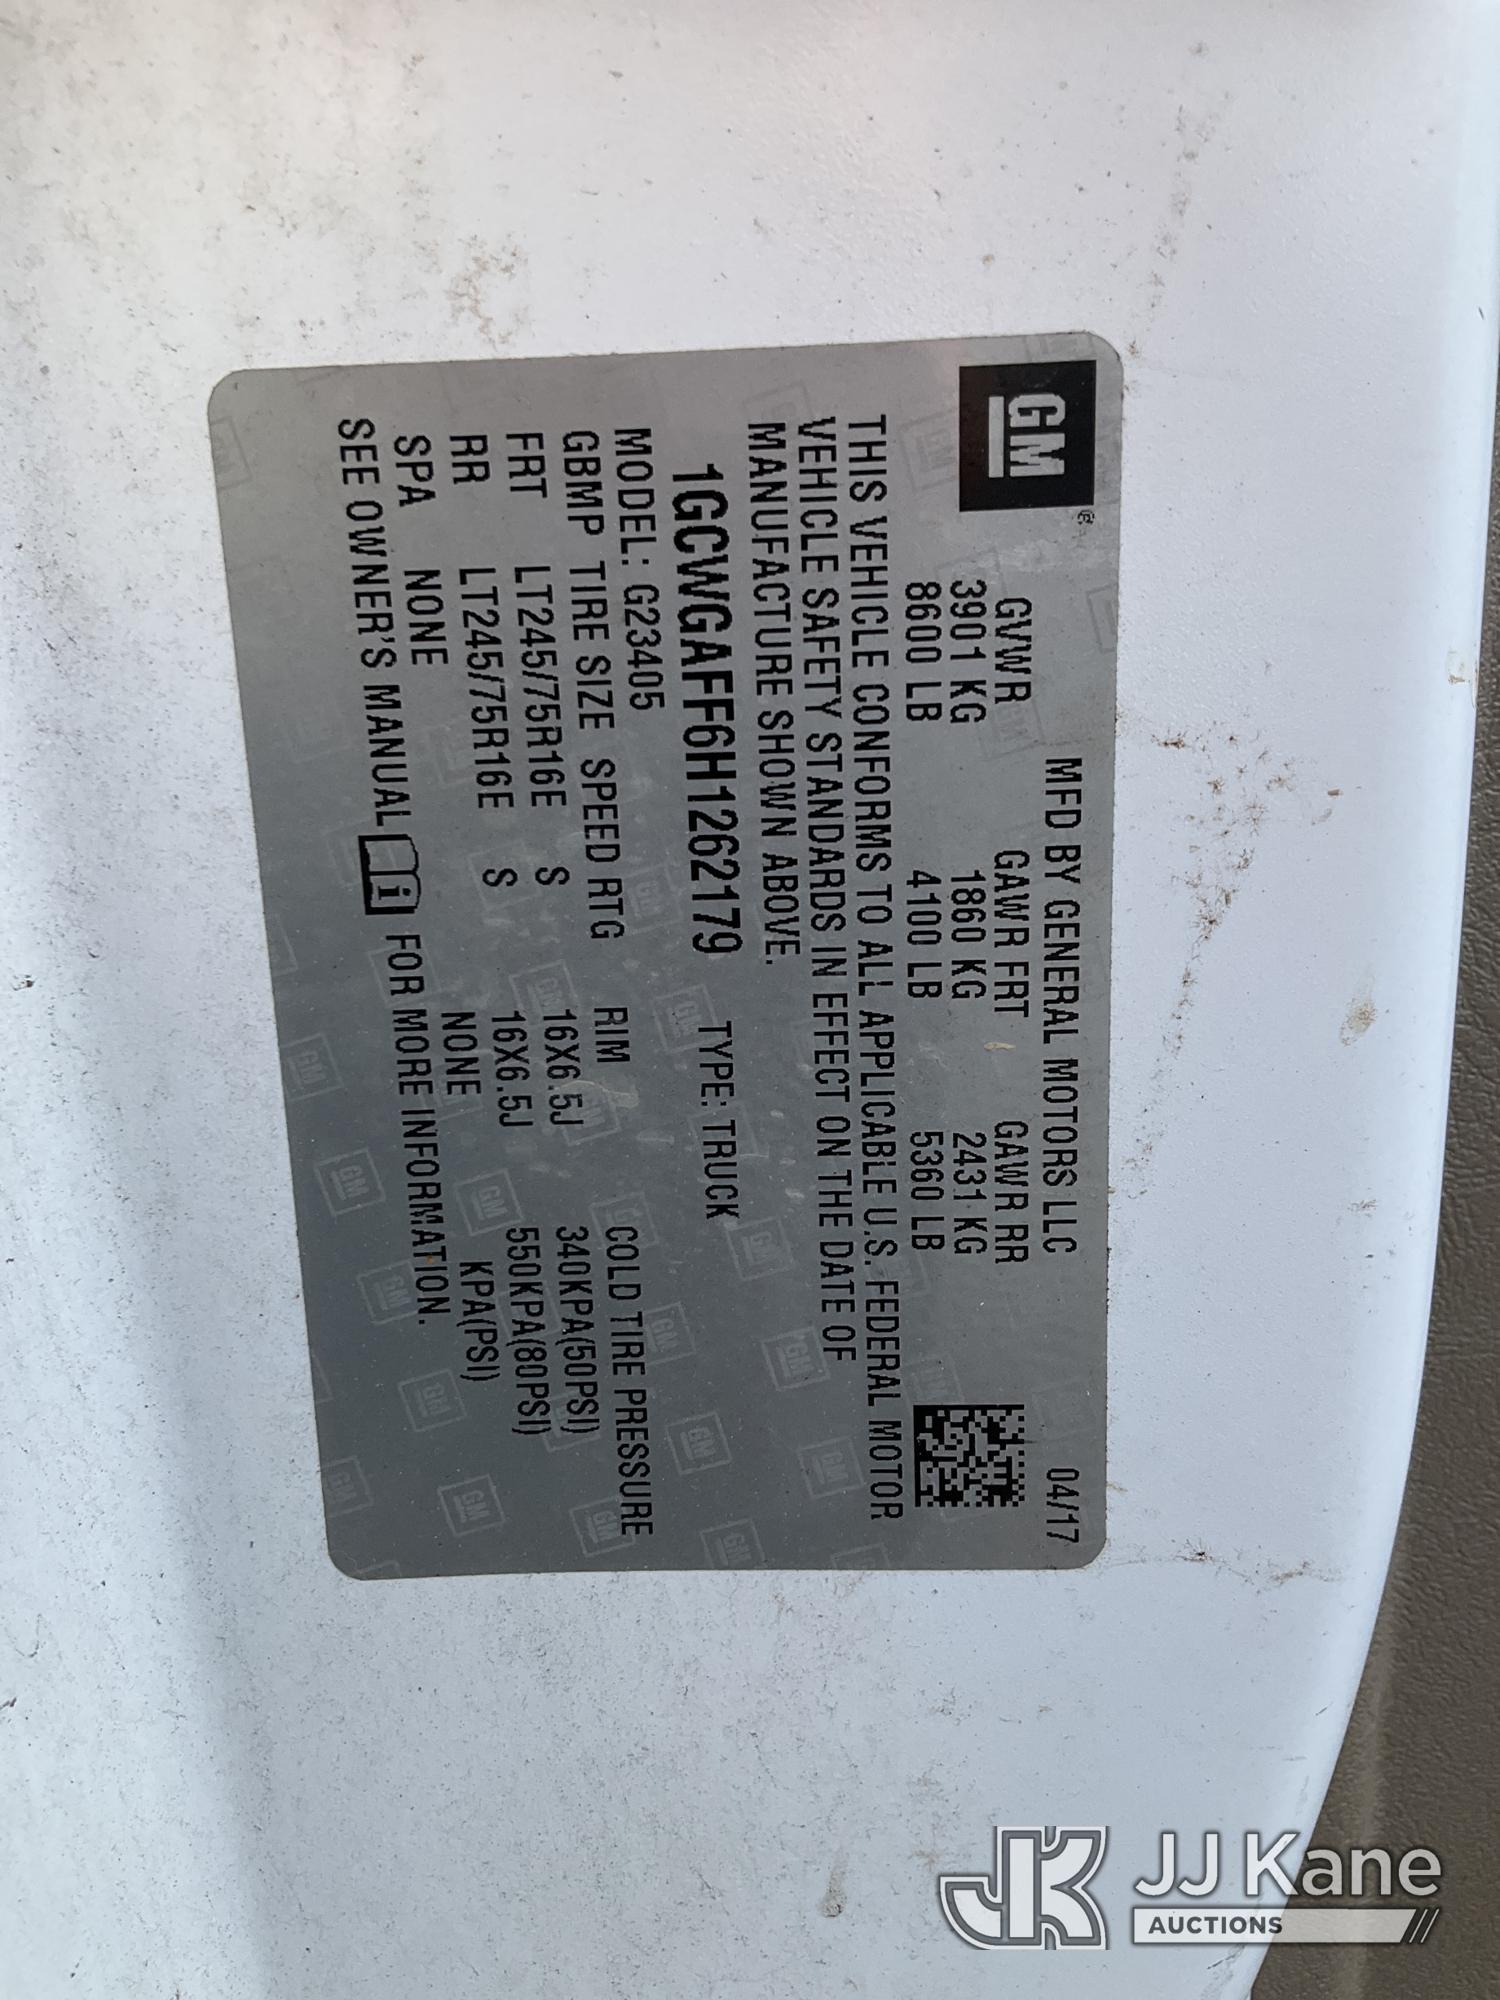 GM
MFD BY GENERAL MOTORS LLC 04/17
GVWR GAWR FRT GAWR RR
3901 KG 1860 KG 2431 KG
8600 LB 4100 LB 5360 LB
THIS VEHICLE CONFORMS TO ALL APPLICABLE U.S. FEDERAL MOTOR
VEHICLE SAFETY STANDARDS IN EFFECT ON THE DATE OF
MANUFACTURE SHOWN ABOVE.
1GCWGAFF6H1262179 TYPE: TRUCK
MODEL: G23405
GBMP TIRE SIZE SPEED RTG RIM COLD TIRE PRESSURE
FRT LT245/75R16E S 16X6.5J 340KPA(50PSI)
RR LT245/75R16E S 16X6.5J 550KPA(80PSI)
SPA NONE NONE KPA(PSI)
SEE OWNER'S MANUAL i FOR MORE INFORMATION.
JK JJ Kane
AUCTIONS